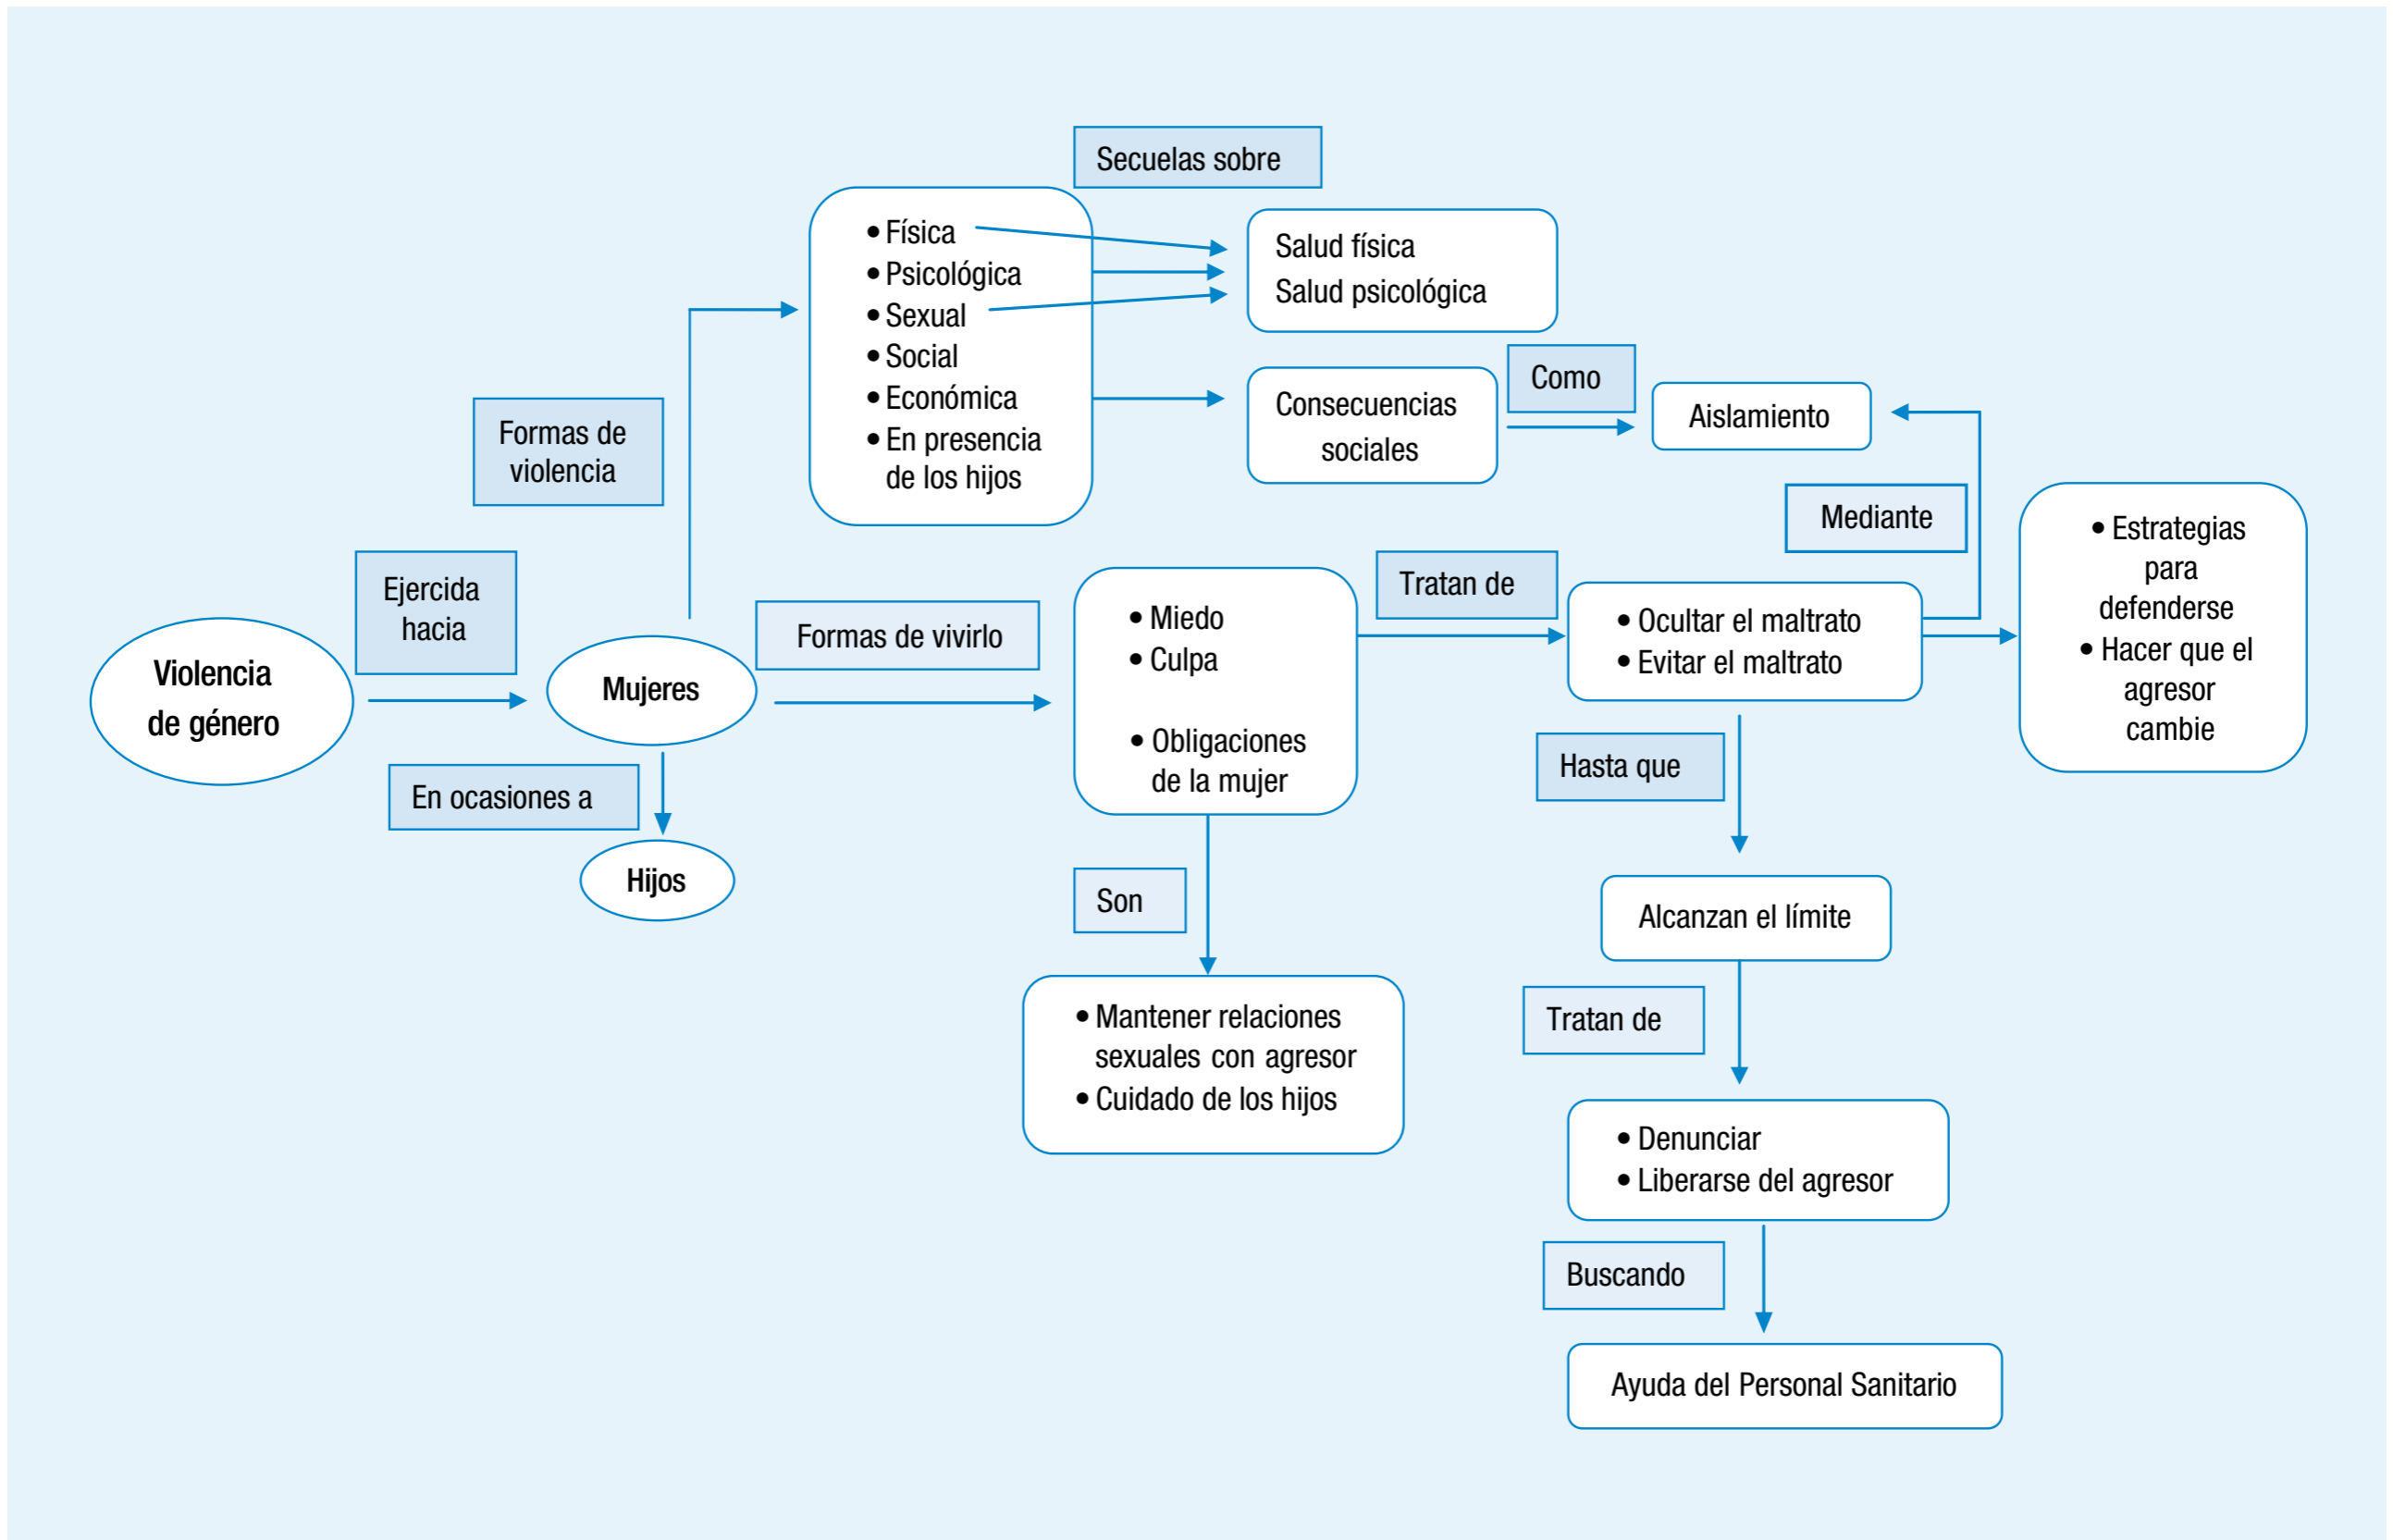 Secuelas sobre
• Física
• Psicológica
• Sexual
• Social
• Económica
• En presencia
de los hijos
Salud física
Salud psicológica
Formas de
violencia
Consecuencias
sociales
Como
Aislamiento
Mediante
• Estrategias
para
defenderse
• Hacer que el
agresor
cambie
Ejercida
hacia
Violencia
de género
Mujeres
Formas de vivirlo
• Miedo
• Culpa
• Obligaciones
de la mujer
Tratan de
• Ocultar el maltrato
• Evitar el maltrato
En ocasiones a
Hijos
Hasta que
Son
Alcanzan el límite
• Mantener relaciones
sexuales con agresor
• Cuidado de los hijos
Tratan de
• Denunciar
• Liberarse del agresor
Buscando
Ayuda del Personal Sanitario